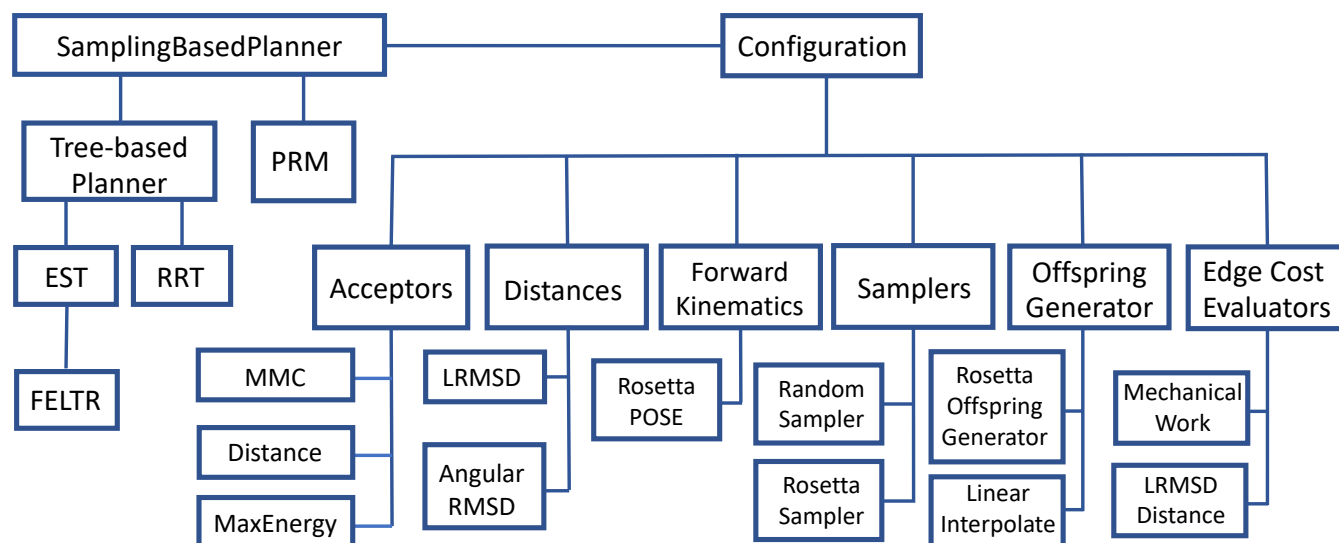 SamplingBasedPlanner
Configuration
Tree-based
Planner
PRM
EST
RRT
FELTR
Acceptors
Distances
Forward
Kinematics
Samplers
Offspring
Generator
Edge Cost
Evaluators
MMC
Distance
MaxEnergy
LRMSD
Angular
RMSD
Rosetta
POSE
Random
Sampler
Rosetta
Sampler
Rosetta
Offspring
Generator
Linear
Interpolate
Mechanical
Work
LRMSD
Distance